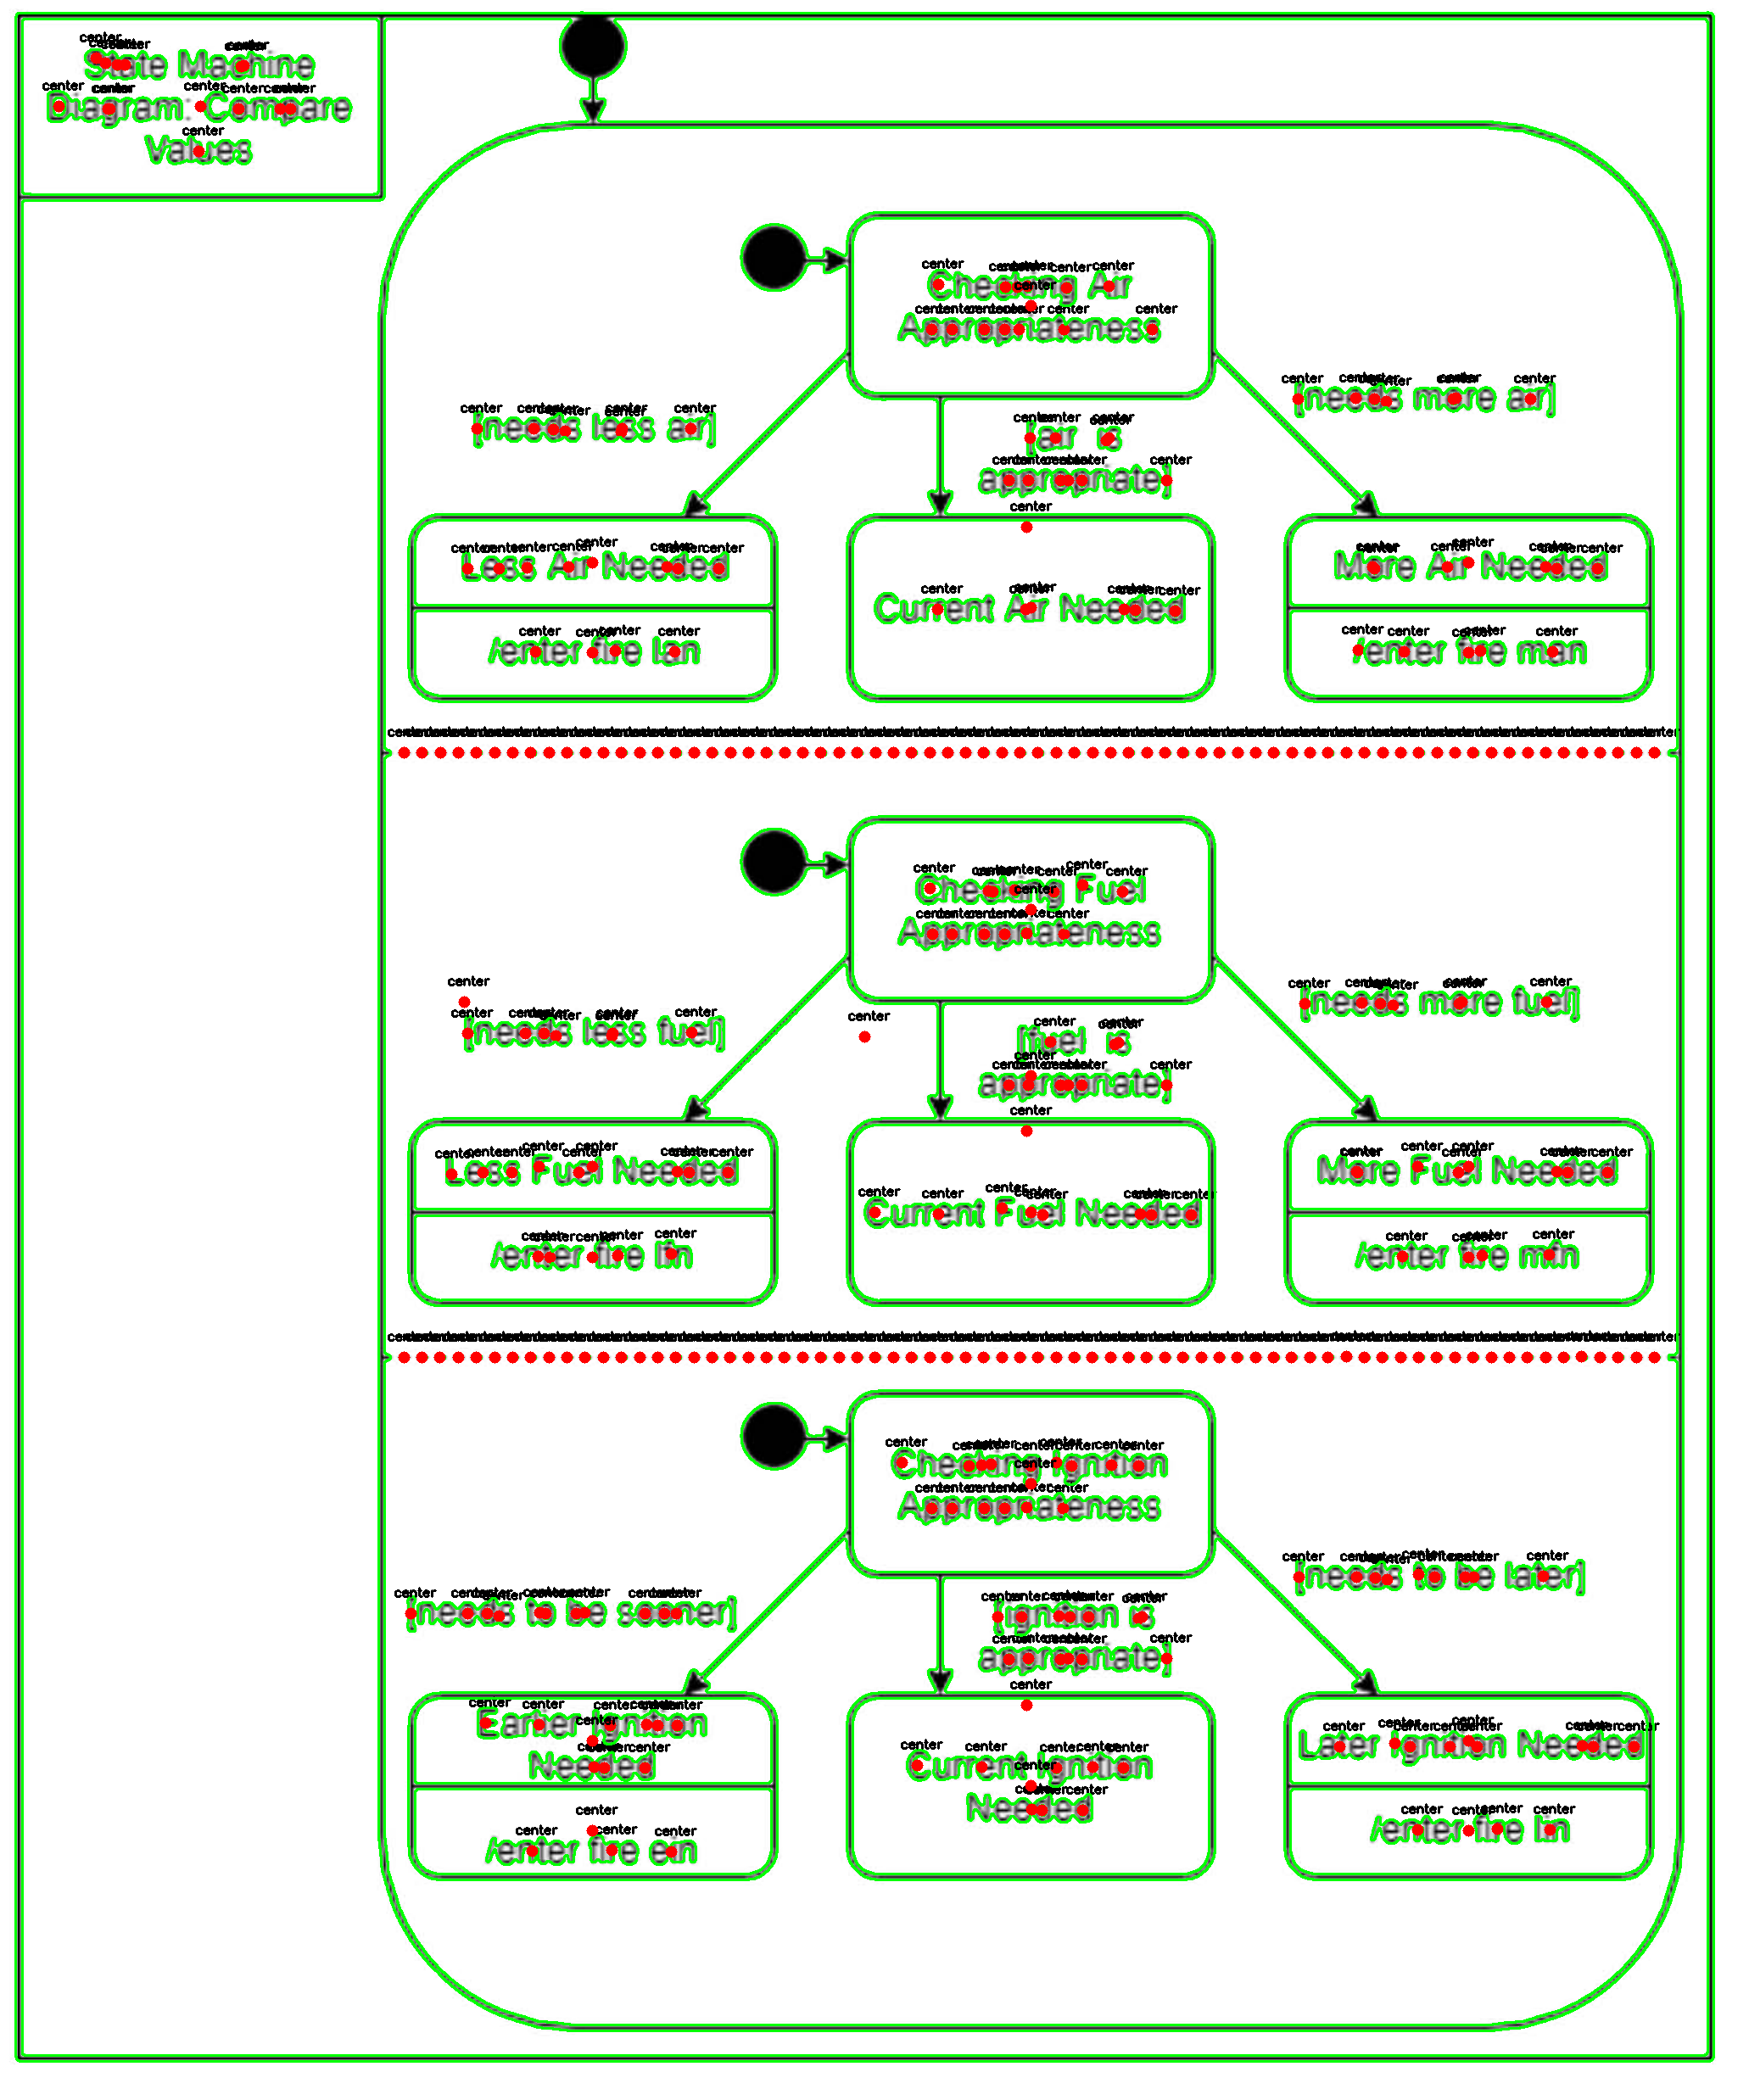 State Machine
Diagram: Compare
Values
Checking Air
Appropriateness
[needs less air]
[air is
appropriate]
[needs more air]
Less Air Needed
/enter fire lan
Current Air Needed
More Air Needed
/enter fire man
Checking Fuel
Appropriateness
[needs less fuel]
[fuel is
appropriate]
[needs more fuel]
Less Fuel Needed
/enter fire lfn
Current Fuel Needed
More Fuel Needed
/enter fire mfn
Checking Ignition
Appropriateness
[needs to be sooner]
[ignition is
appropriate]
[needs to be later]
Earlier Ignition
Needed
/enter fire ein
Current Ignition
Needed
Later Ignition Needed
/enter fire lin